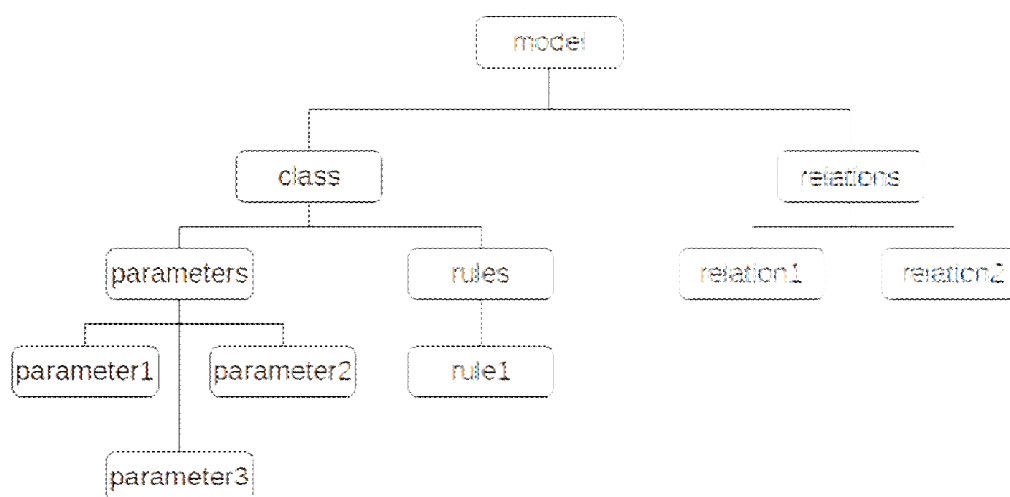 model
class
relations
parameters
rules
relation1
relation2
parameter1
parameter2
rule1
parameter3